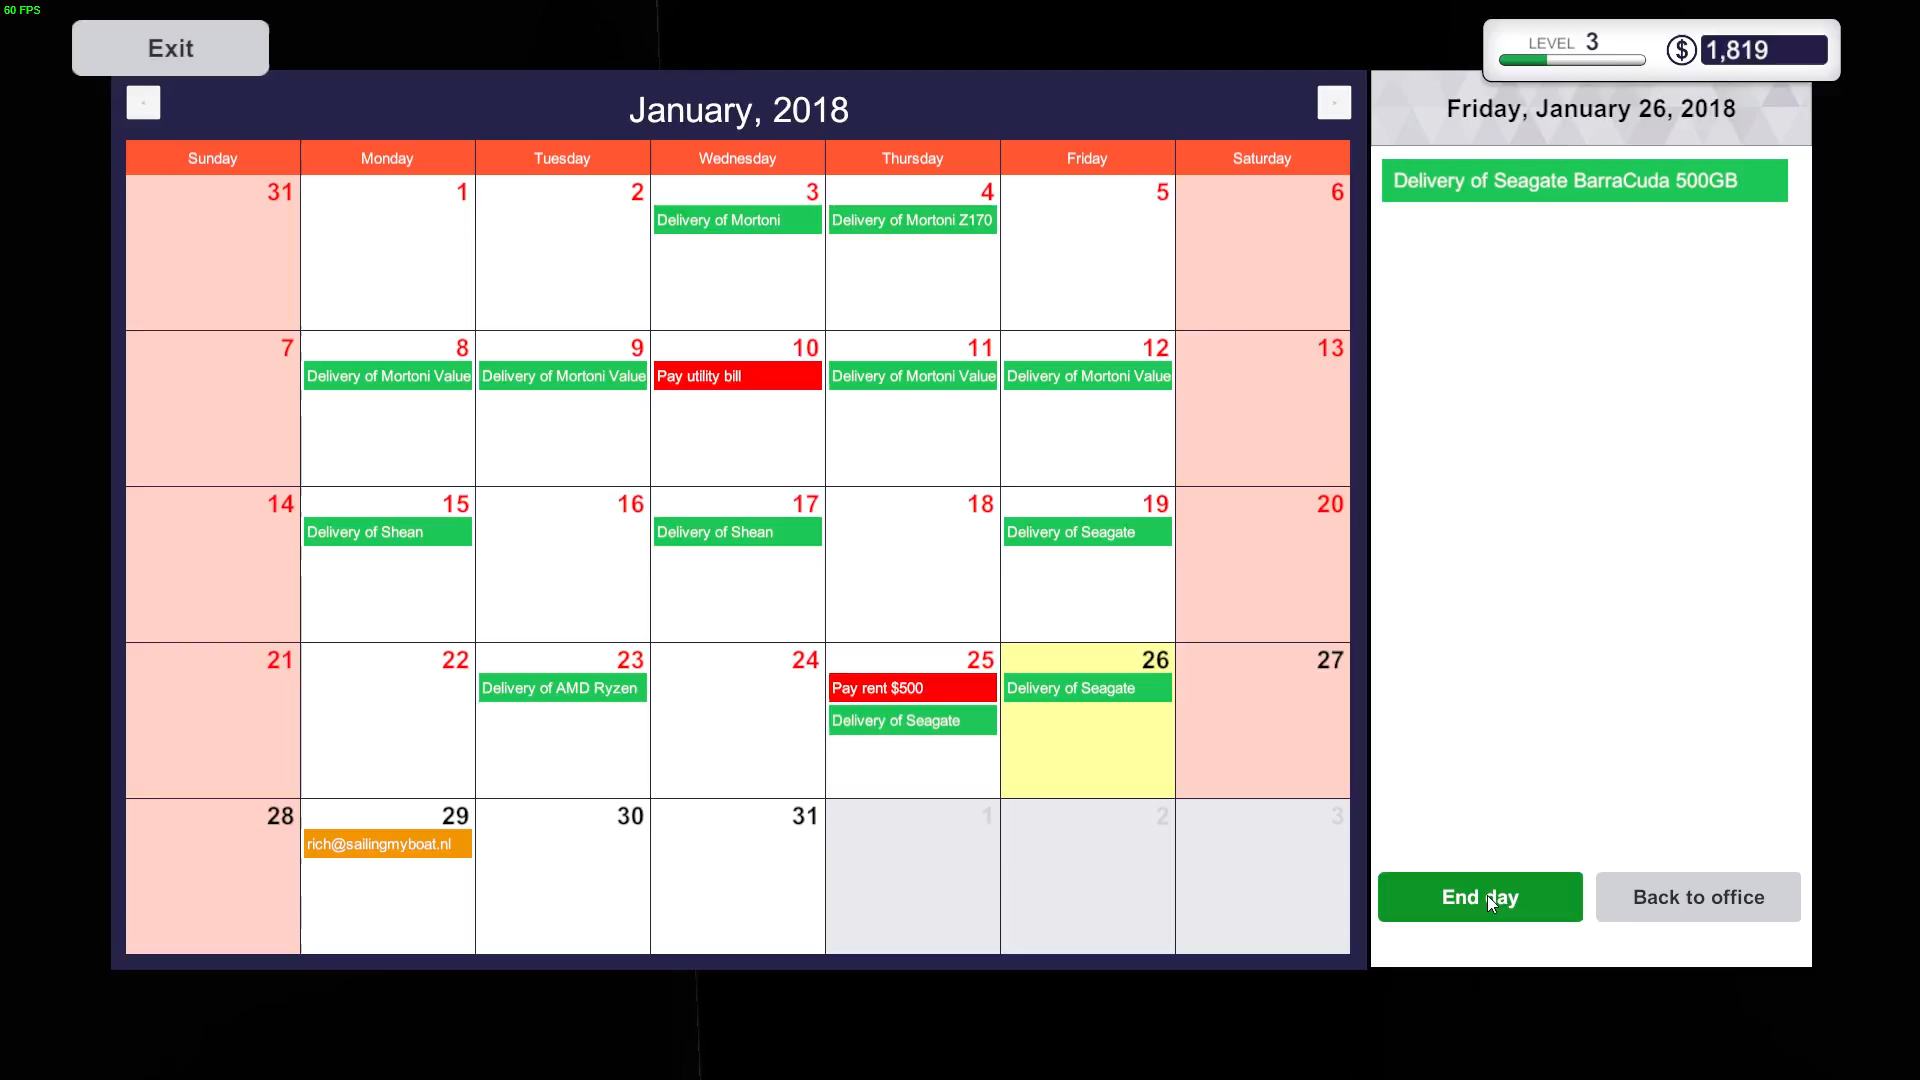 60 FPS
Exit
LEVEL 3
$ 1,819
January, 2018
Friday, January 26, 2018
Sunday Monday Tuesday Wednesday Thursday Friday Saturday
Delivery of Seagate BarraCuda 500GB
31 1 2 3 4 5 6
Delivery of Mortoni Delivery of Mortoni Z170
7 8 9 10 11 12 13
Delivery of Mortoni Value Delivery of Mortoni Value Pay utility bill Delivery of Mortoni Value Delivery of Mortoni Value
14 15 16 17 18 19 20
Delivery of Shean Delivery of Shean Delivery of Seagate
21 22 23 24 25 26 27
Delivery of AMD Ryzen Pay rent $500 Delivery of Seagate
Delivery of Seagate
28 29 30 31 1 2 3
rich@sailingmyboat.nl
End day Back to office